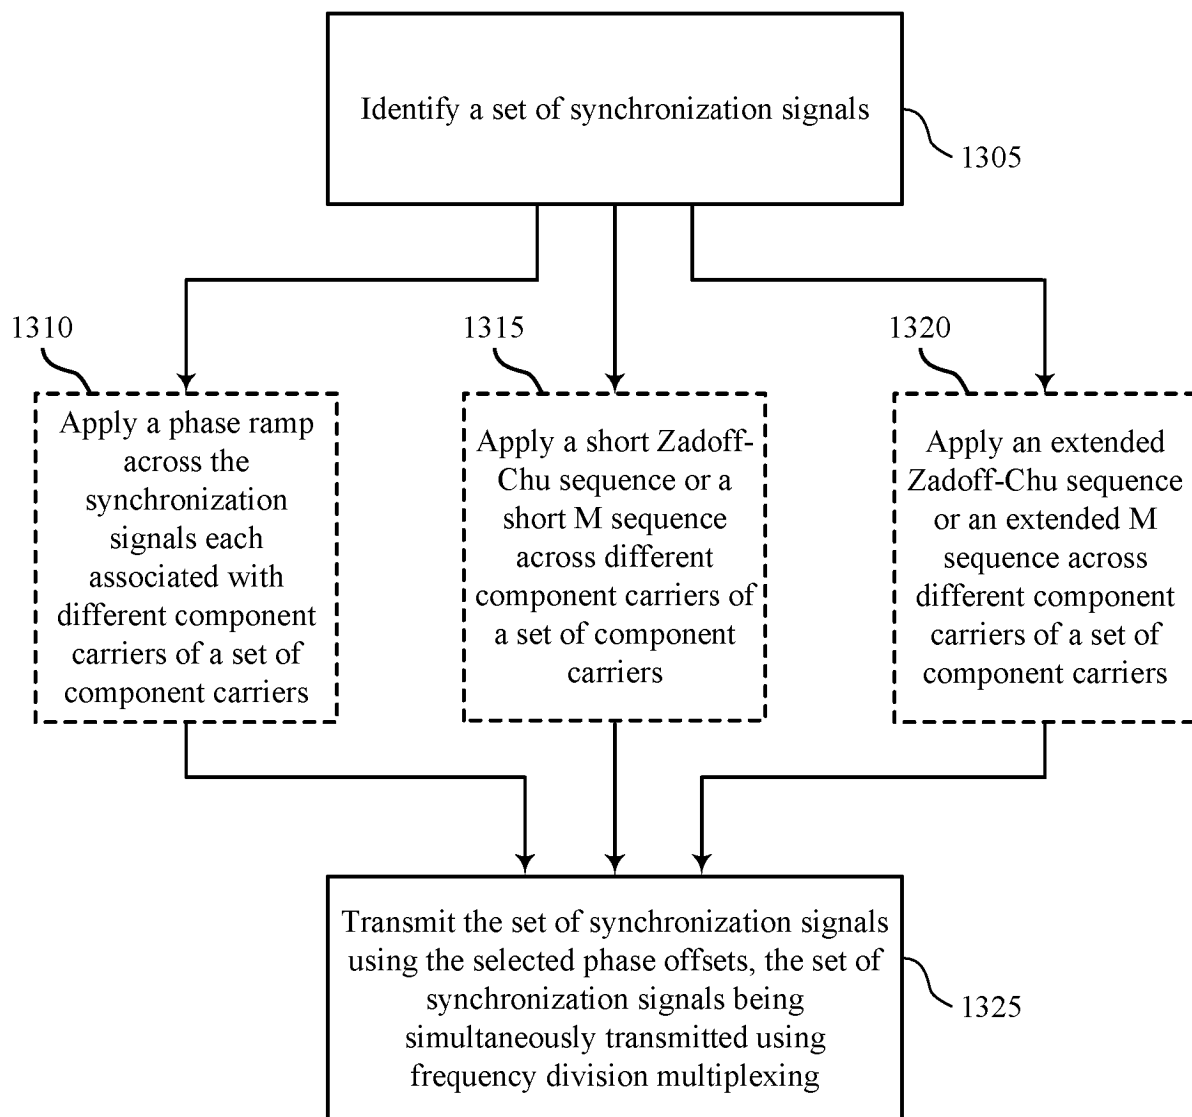 Identify a set of synchronization signals
1305
1310
Apply a phase ramp
across the
synchronization
signals each
associated with
different component
carriers of a set of
component carriers
1315
Apply a short Zadoff-
Chu sequence or a
short M sequence
across different
component carriers of
a set of component
carriers
1320
Apply an extended
Zadoff-Chu sequence
or an extended M
sequence across
different component
carriers of a set of
component carriers
Transmit the set of synchronization signals
using the selected phase offsets, the set of
synchronization signals being
simultaneously transmitted using
frequency division multiplexing
1325